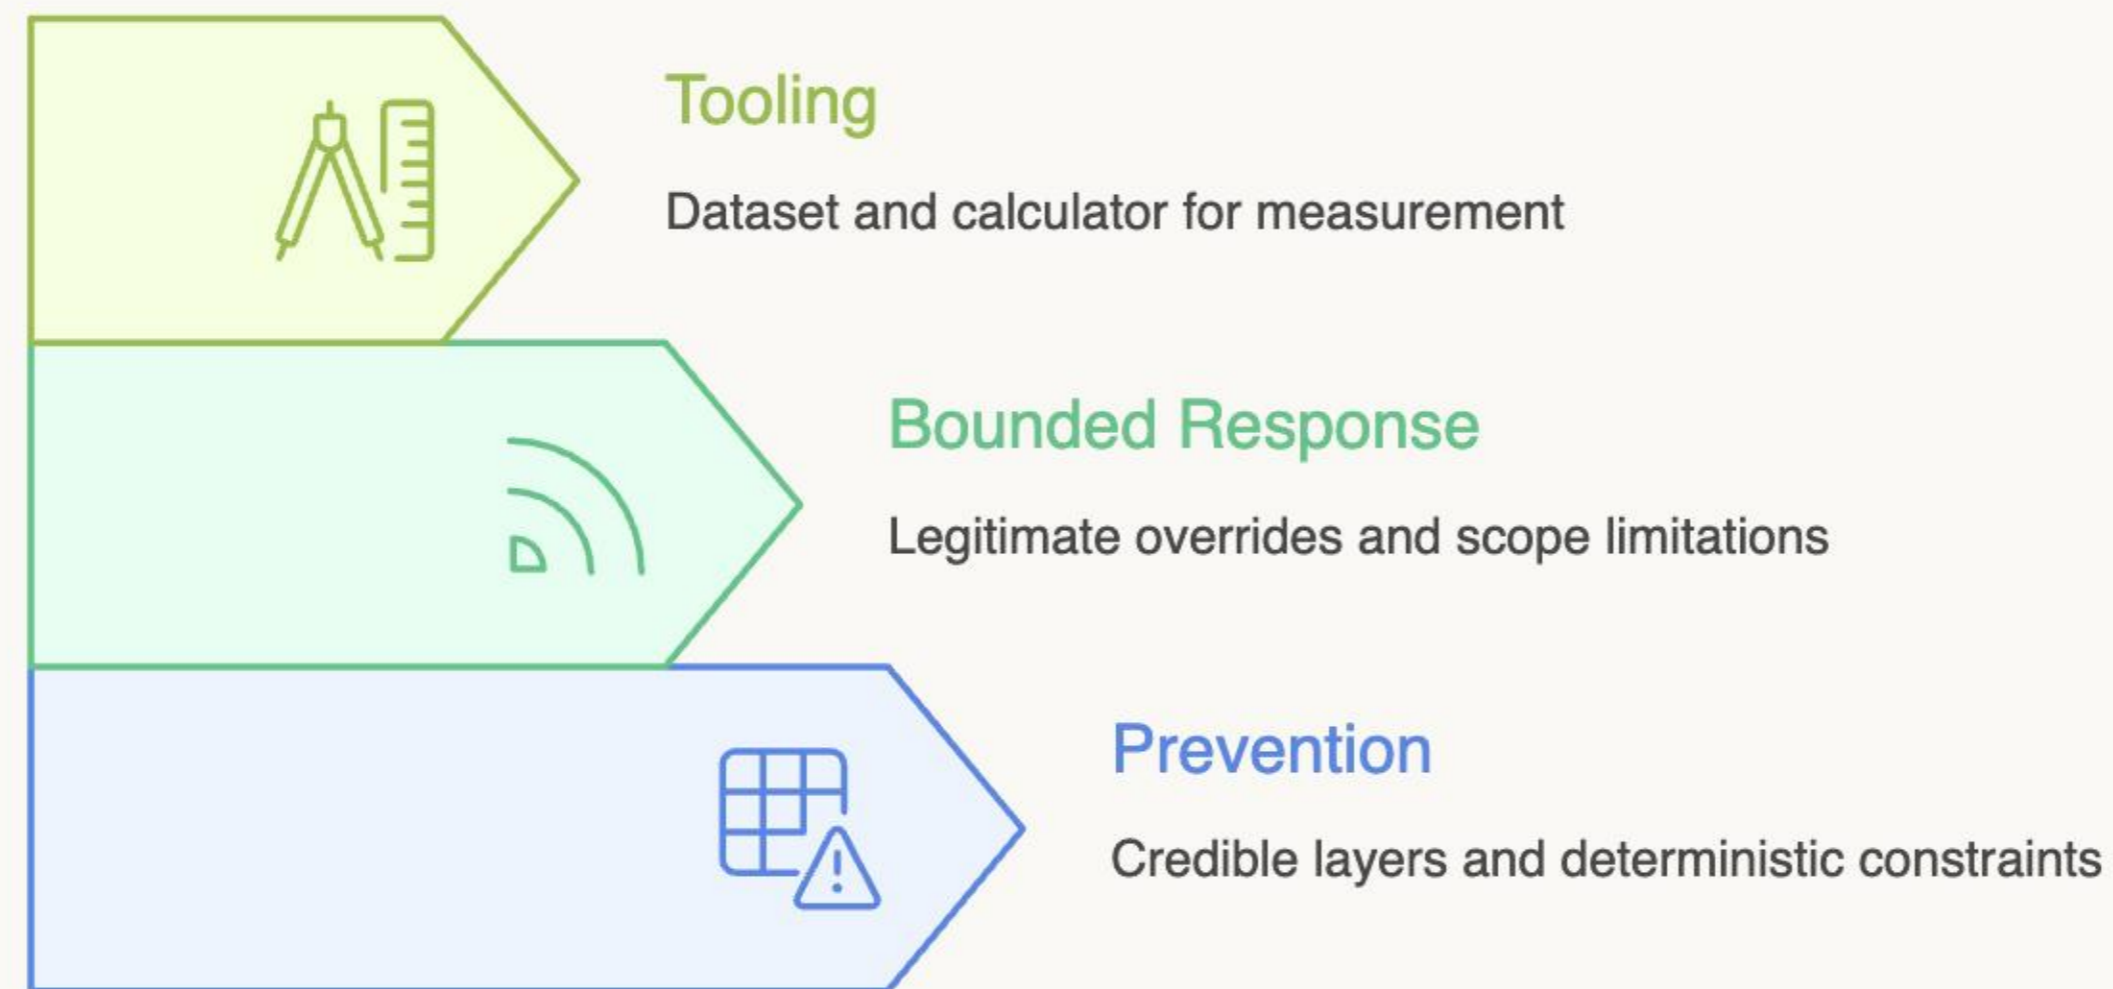 Tooling
Dataset and calculator for measurement
Bounded Response
Legitimate overrides and scope limitations
Prevention
Credible layers and deterministic constraints